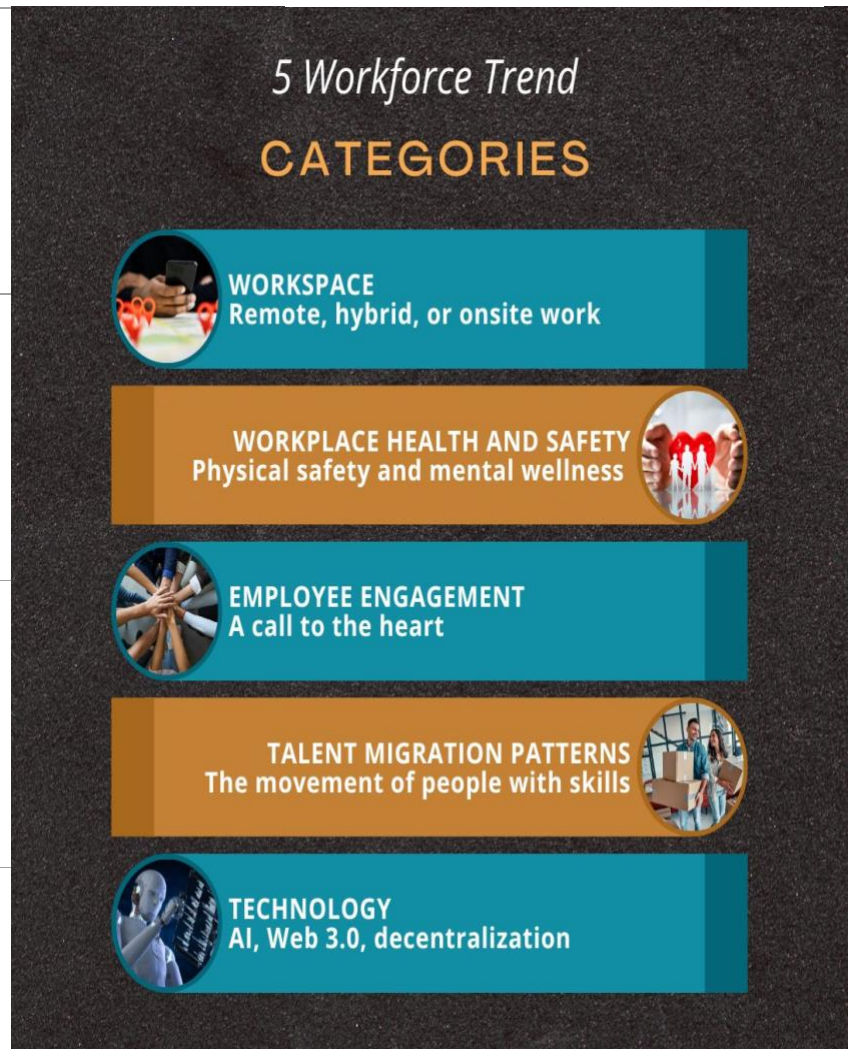 5 Workforce Trend
CATEGORIES
WORKSPACE
Remote, hybrid, or onsite work
WORKPLACE HEALTH AND SAFETY
Physical safety and mental wellness
EMPLOYEE ENGAGEMENT
A call to the heart
TALENT MIGRATION PATTERNS
The movement of people with skills
TECHNOLOGY
AI, Web 3.0, decentralization